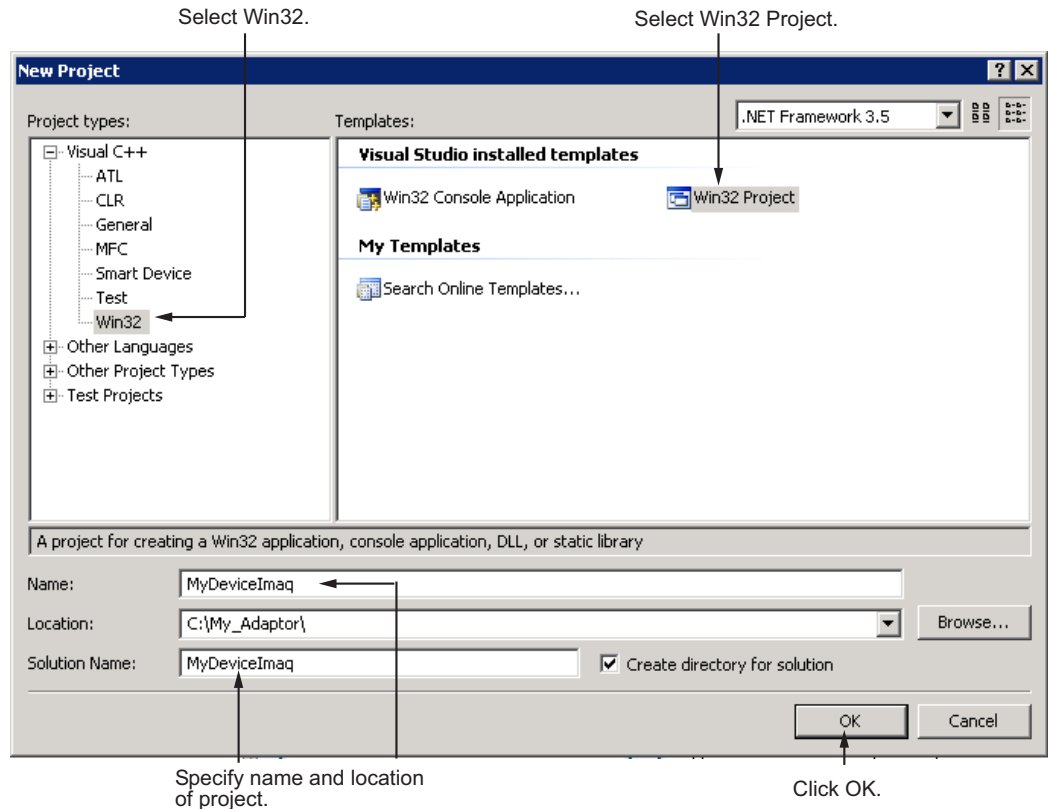 Select Win32.
Select Win32 Project.
New Project
Project types:
Templates:
.NET Framework 3.5
Visual C++
ATL
CLR
General
MFC
Smart Device
Test
Win32
Other Languages
Other Project Types
Test Projects
Visual Studio installed templates
Win32 Console Application
Win32 Project
My Templates
Search Online Templates...
A project for creating a Win32 application, console application, DLL, or static library
Name:
MyDeviceImaq
Location:
C:\My_Adaptor\
Browse...
Solution Name:
MyDeviceImaq
Create directory for solution
OK
Cancel
Specify name and location
of project.
Click OK.